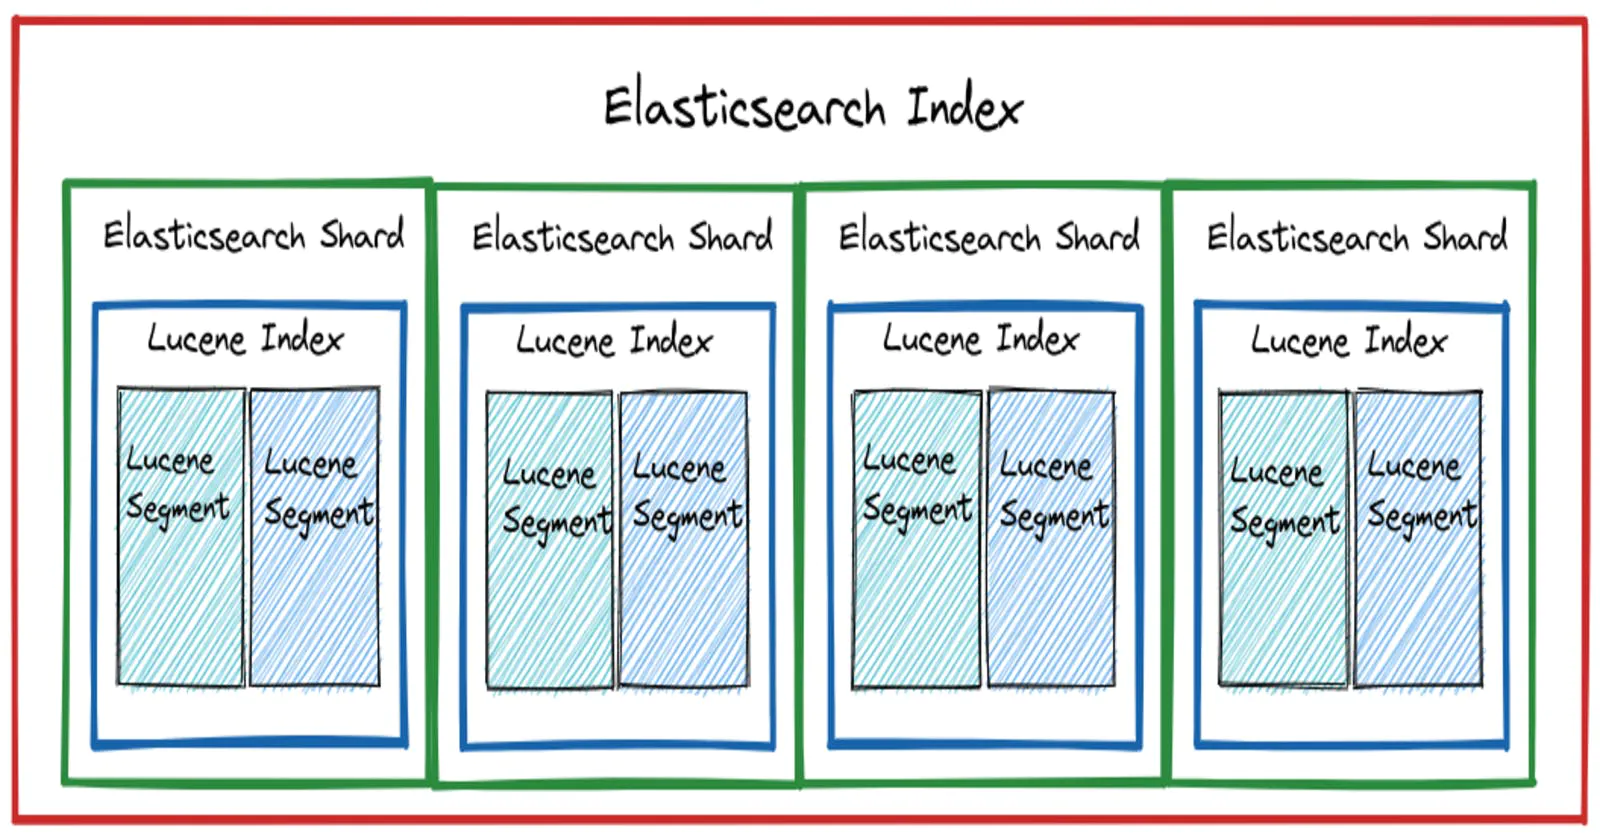 Elasticsearch Index
Elasticsearch Shard
Elasticsearch Shard
Elasticsearch Shard
Elasticsearch Shard
Lucene Index
Lucene Index
Lucene Index
Lucene Index
Lucene
Segment
Lucene
Segment
Lucene
Segment
Lucene
Segment
Lucene
Segment
Lucene
Segment
Lucene
Segment
Lucene
Segment